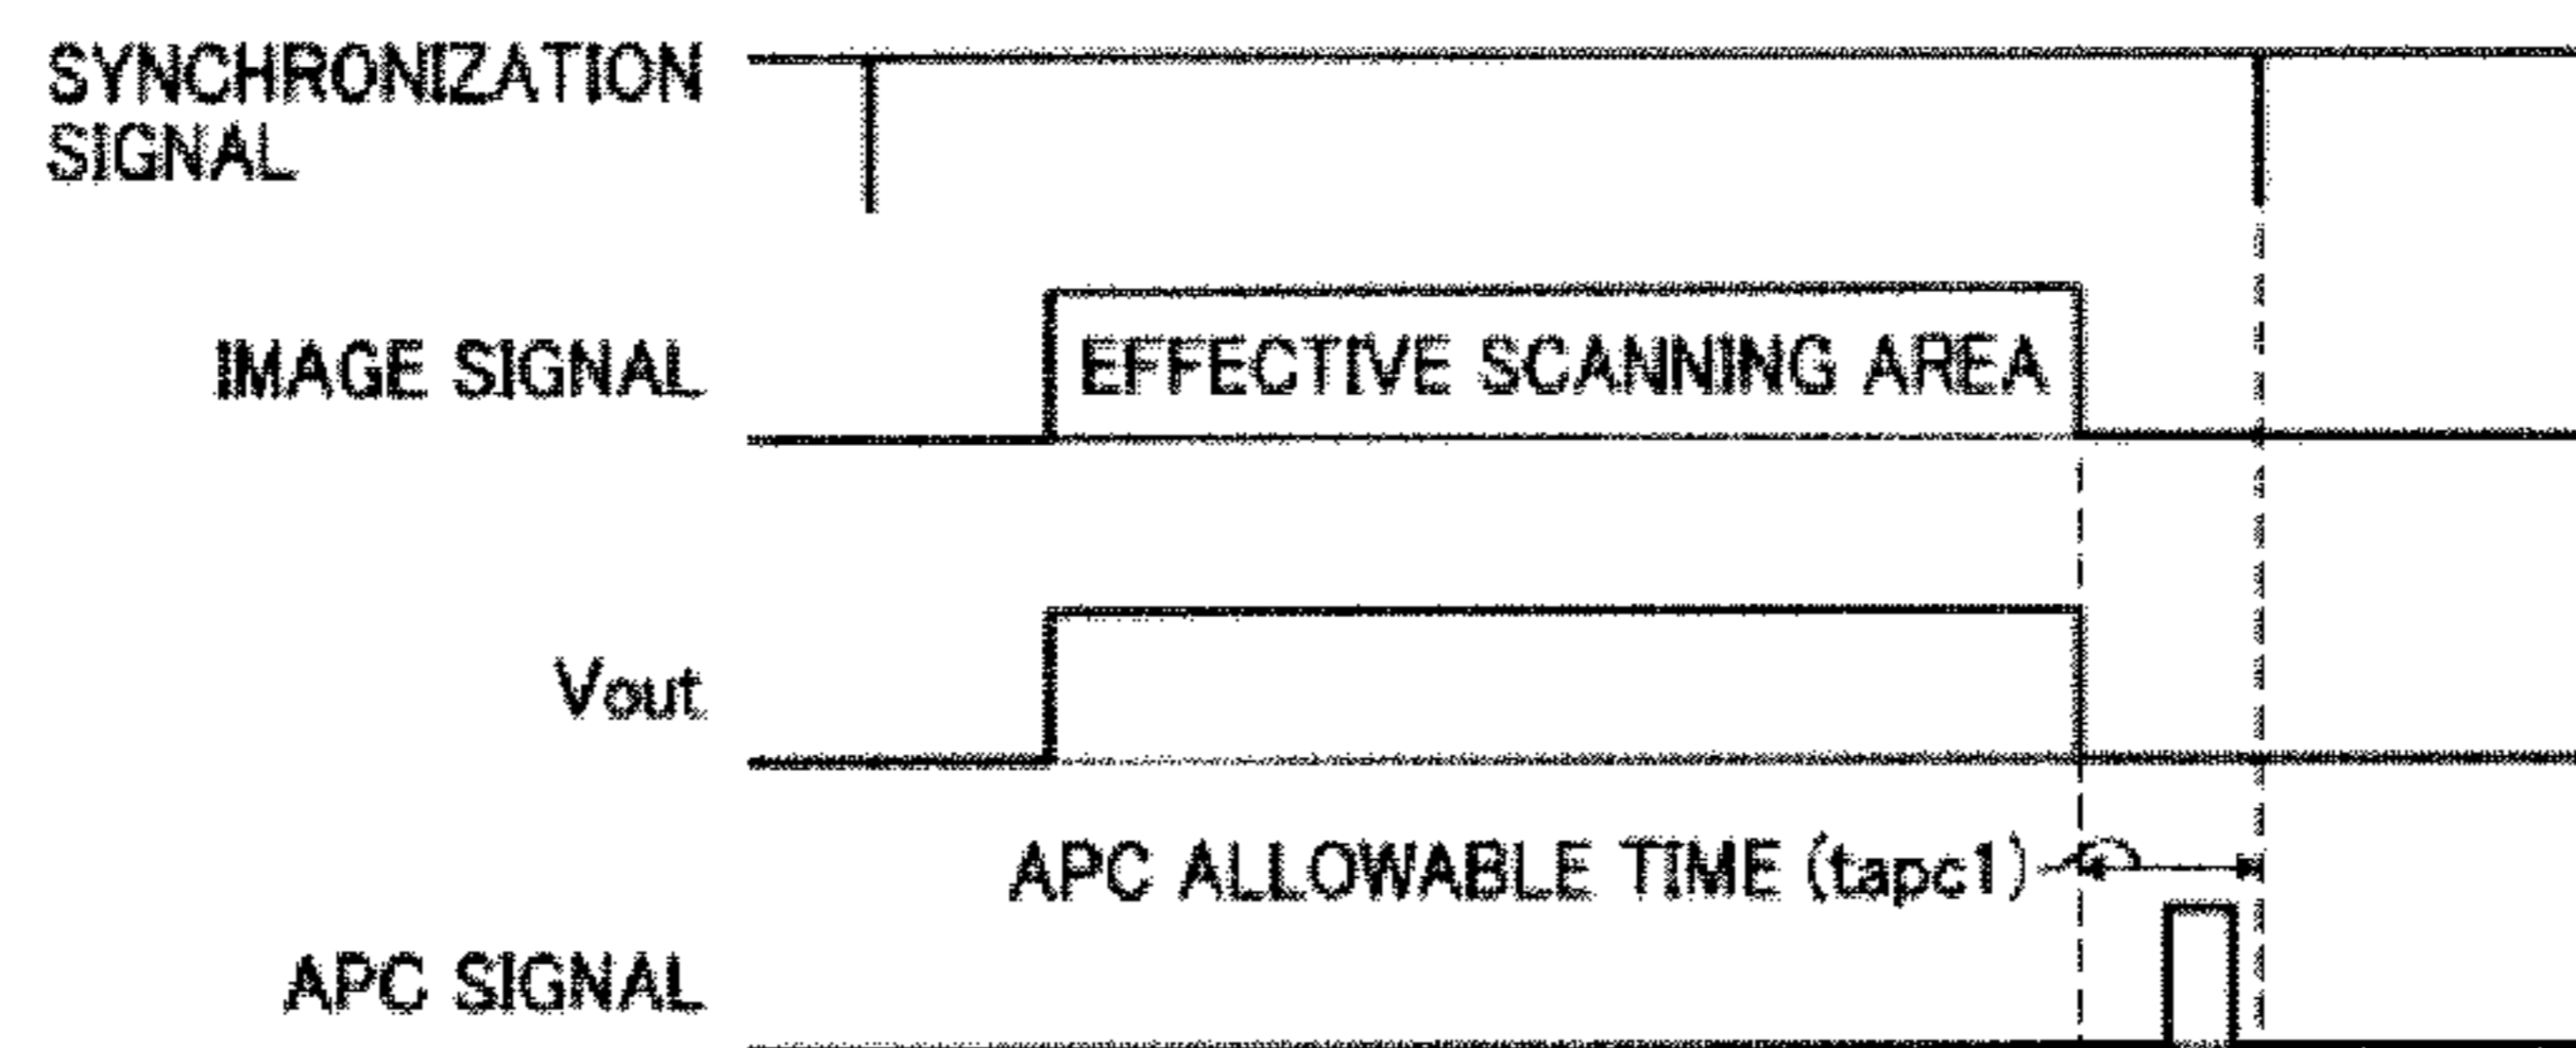 SYNCHRONIZATION
SIGNAL
IMAGE SIGNAL
EFFECTIVE SCANNING AREA
Vout
APC ALLOWABLE TIME (tapc1)
APC SIGNAL